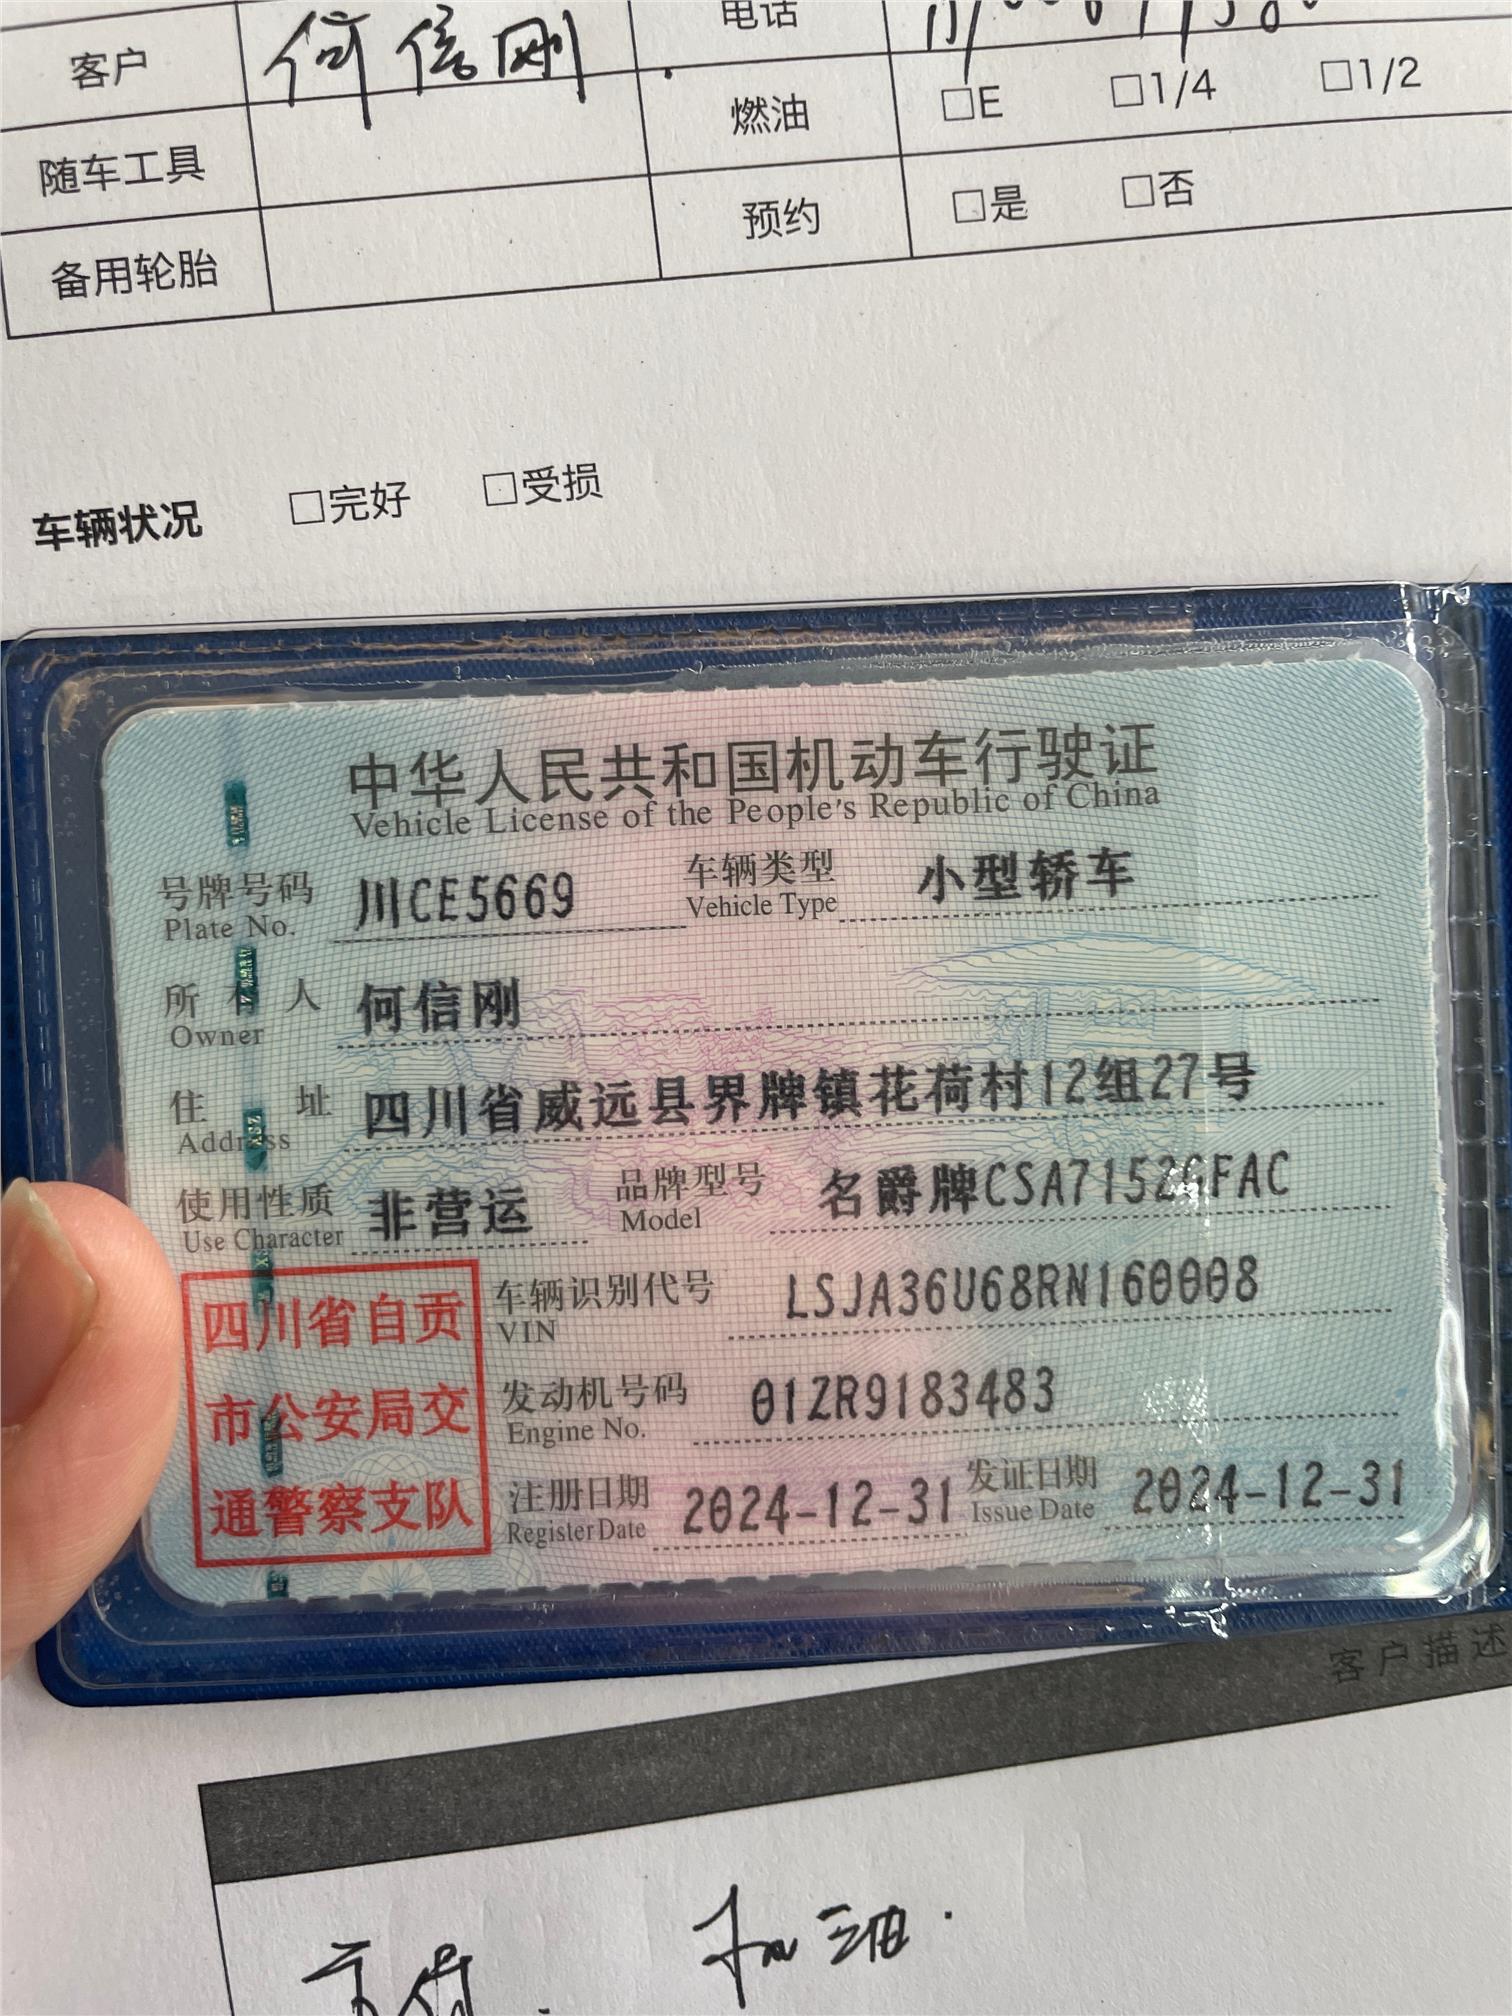 客户 何信刚 电话
随车工具 燃油 □E □1/4 □1/2
备用轮胎 预约 □是 □否
车辆状况 □完好 □受损
中华人民共和国机动车行驶证
Vehicle License of the People's Republic of China
号牌号码 川CE5669 车辆类型 小型轿车
Plate No. Vehicle Type
所有人 何信刚
Owner
住址 四川省威远县界牌镇花荷村12组27号
Address
使用性质 非营运 品牌型号 名爵牌CSA7152GFAC
Use Character Model
四川省自贡
市公安局交
通警察支队
车辆识别代号 LSJA36U68RN160008
VIN
发动机号码 01ZR9183483
Engine No.
注册日期 2024-12-31 发证日期 2024-12-31
Register Date Issue Date
客户描述